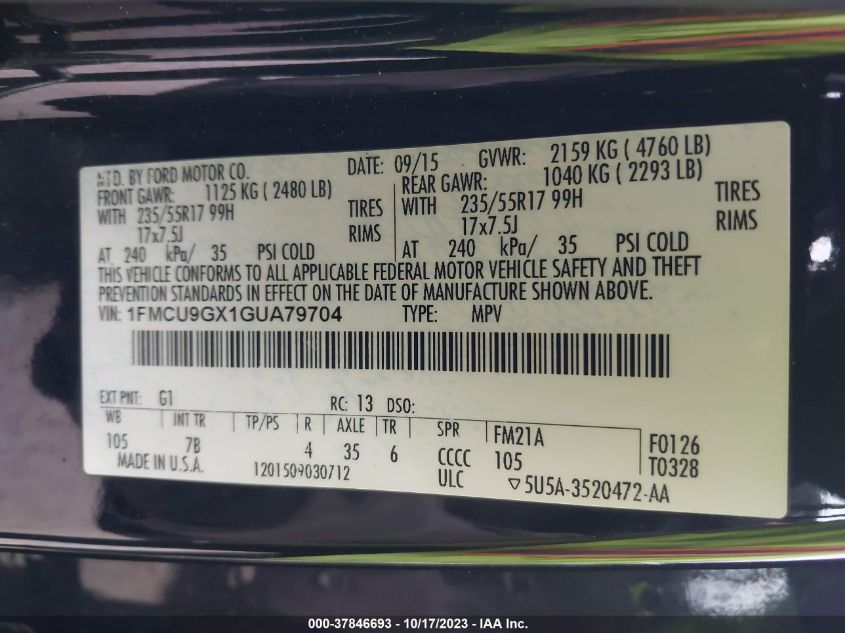 MFD. BY FORD MOTOR CO. DATE: 09/15 GVWR: 2159 KG ( 4760 LB)
FRONT GAWR: 1125 KG ( 2480 LB) REAR GAWR: 1040 KG ( 2293 LB)
WITH 235/55R17 99H TIRES WITH 235/55R17 99H TIRES
17x7.5J RIMS 17x7.5J RIMS
AT 240 kPa/ 35 PSI COLD AT 240 kPa/ 35 PSI COLD
THIS VEHICLE CONFORMS TO ALL APPLICABLE FEDERAL MOTOR VEHICLE SAFETY AND THEFT
PREVENTION STANDARDS IN EFFECT ON THE DATE OF MANUFACTURE SHOWN ABOVE.
VIN: 1FMCU9GX1GUA79704 TYPE: MPV
EXT PNT: G1 RC: 13 DSO:
WB INT TR TP/PS R AXLE TR SPR FM21A F0126
105 7B 4 35 6 CCCC 105 T0328
MADE IN U.S.A. 1201509030712 ULC ▽5U5A-3520472-AA
000-37846693 - 10/17/2023 - Copyright © 2023 IAA, Inc.